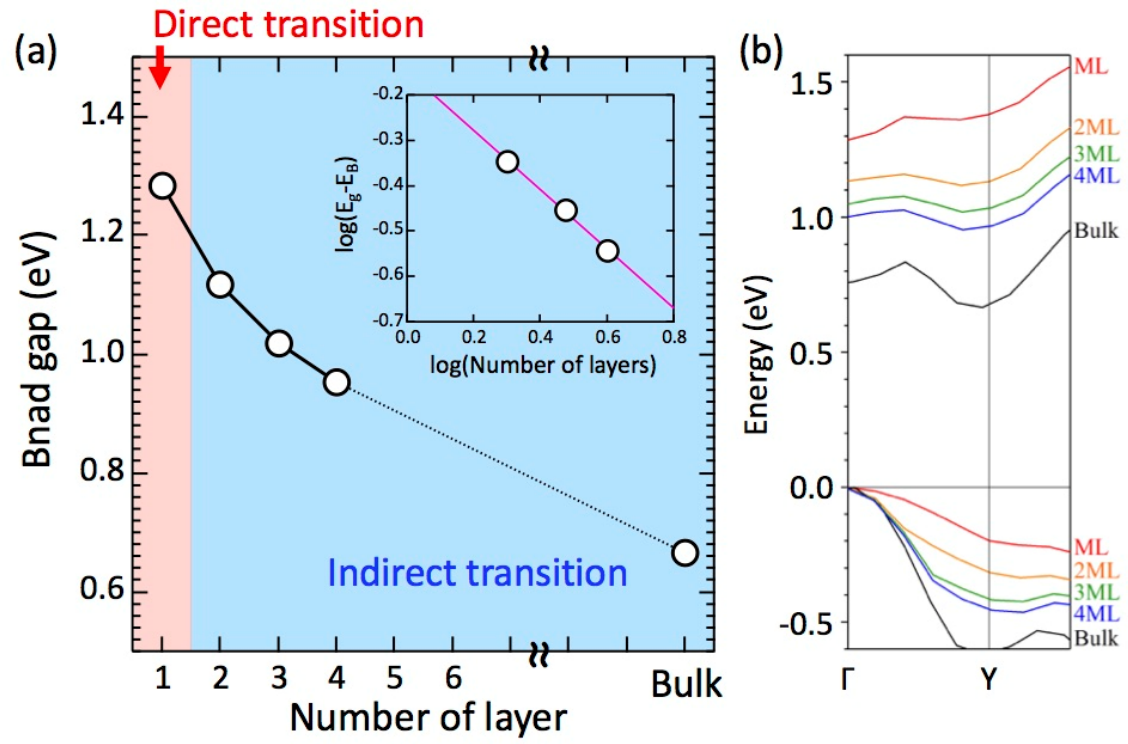 Direct transition
(a)
Bnad gap (eV)
1.4
1.2
1.0
0.8
0.6
1
2
3
4
5
6
Bulk
Number of layer
Indirect transition
log(Eg-EB)
-0.2
-0.3
-0.4
-0.5
-0.6
-0.7
0.0
0.2
0.4
0.6
0.8
log(Number of layers)
(b)
Energy (eV)
1.5
1.0
0.5
0.0
-0.5
ML
2ML
3ML
4ML
Bulk
ML
2ML
3ML
4ML
Bulk
Γ
Y